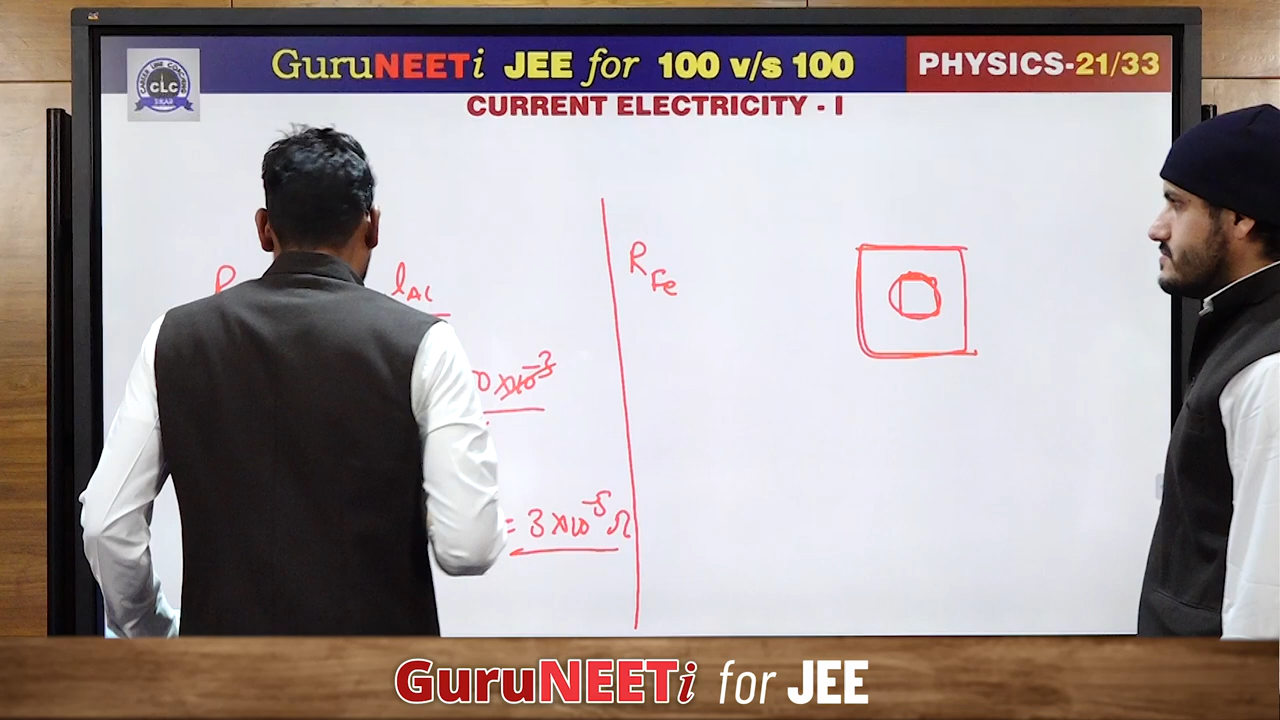 GuruNEETi JEE for 100 v/s 100
PHYSICS-21/33
CLC
SIKAR
CURRENT ELECTRICITY - I
l_Al
R_Fe
= 3×10^-5 Ω
GuruNEETi for JEE